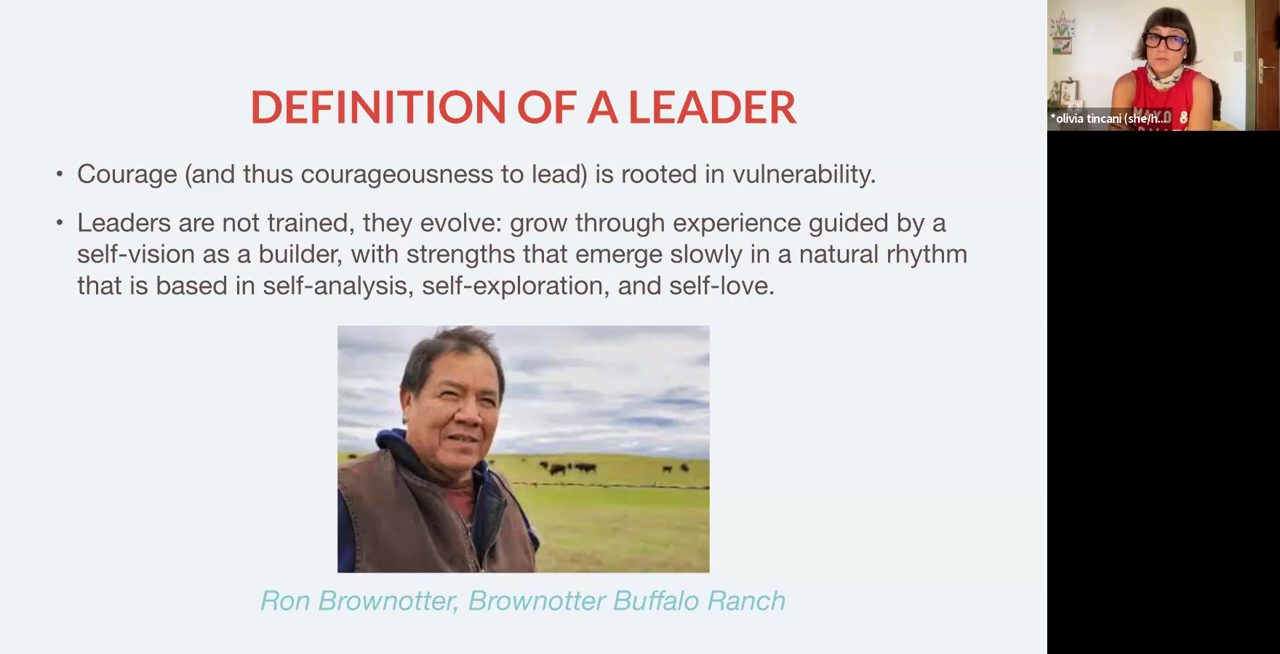 DEFINITION OF A LEADER
• Courage (and thus courageousness to lead) is rooted in vulnerability.
• Leaders are not trained, they evolve: grow through experience guided by a
self-vision as a builder, with strengths that emerge slowly in a natural rhythm
that is based in self-analysis, self-exploration, and self-love.
Ron Brownotter, Brownotter Buffalo Ranch
*olivia tincani (she/h...